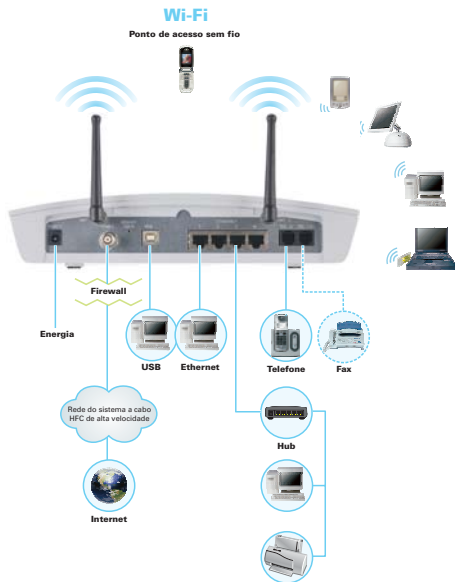 Wi-Fi
Ponto de acesso sem fio
Firewall
Energia
USB
Ethernet
Telefone
Fax
Rede do sistema a cabo
HFC de alta velocidade
Hub
Internet